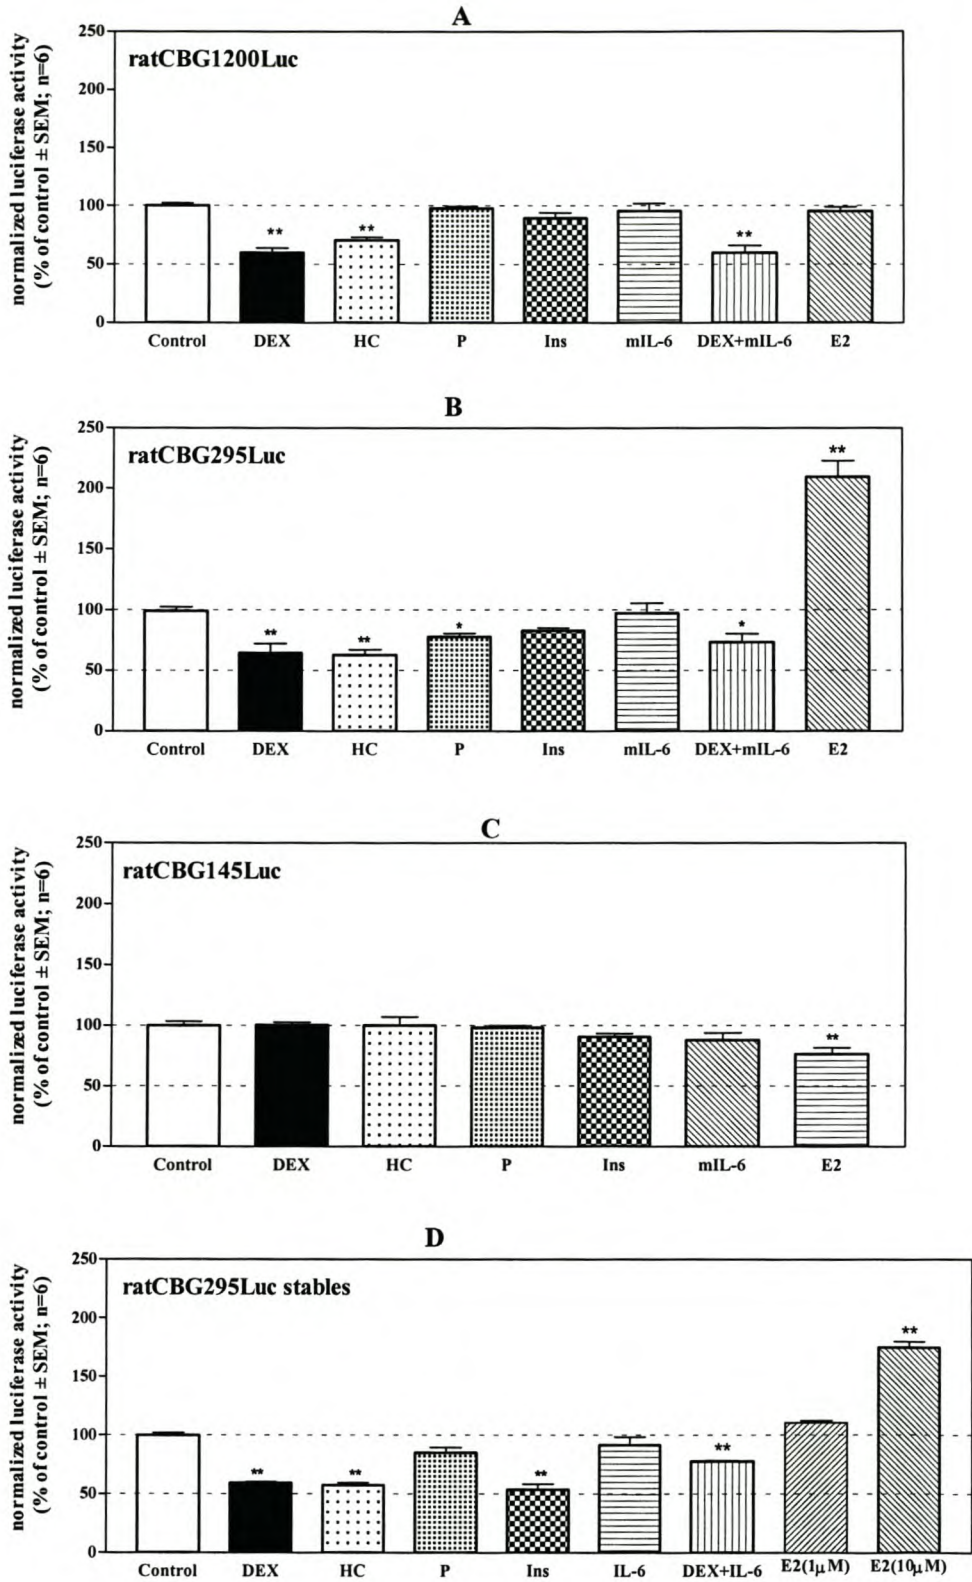 A
normalized luciferase activity
(% of control ± SEM; n=6)
250
200
150
100
50
0
ratCBG1200Luc
**
**
**
Control DEX HC P Ins mIL-6 DEX+mIL-6 E2
B
normalized luciferase activity
(% of control ± SEM; n=6)
250
200
150
100
50
0
ratCBG295Luc
**
**
*
*
**
Control DEX HC P Ins mIL-6 DEX+mIL-6 E2
C
normalized luciferase activity
(% of control ± SEM; n=6)
250
200
150
100
50
0
ratCBG145Luc
**
Control DEX HC P Ins mIL-6 E2
D
normalized luciferase activity
(% of control ± SEM; n=6)
250
200
150
100
50
0
ratCBG295Luc stables
**
**
**
**
**
Control DEX HC P Ins IL-6 DEX+IL-6 E2(1µM) E2(10µM)